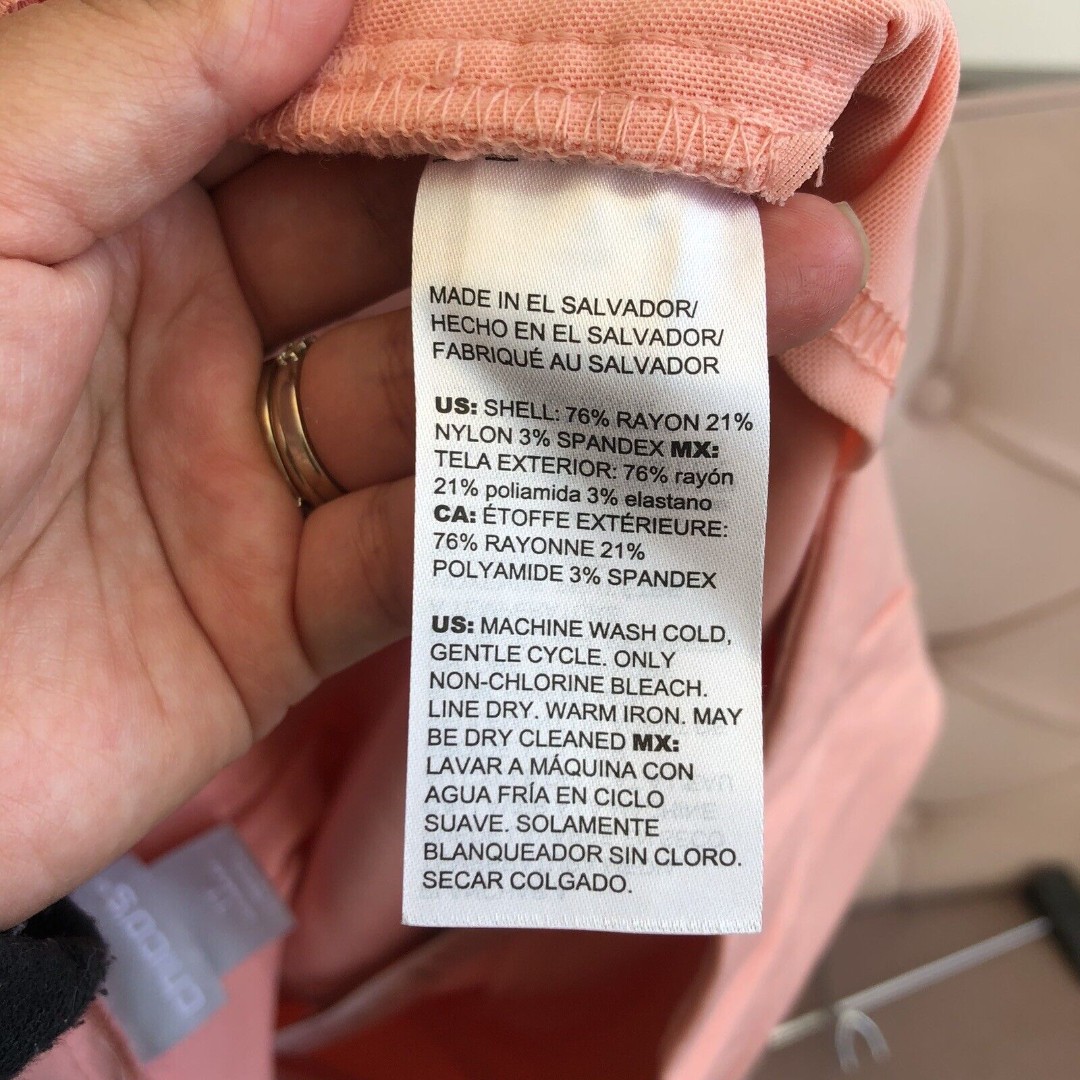 MADE IN EL SALVADOR/
HECHO EN EL SALVADOR/
FABRIQUÉ AU SALVADOR
US: SHELL: 76% RAYON 21%
NYLON 3% SPANDEX MX:
TELA EXTERIOR: 76% rayón
21% poliamida 3% elastano
CA: ÉTOFFE EXTÉRIEURE:
76% RAYONNE 21%
POLYAMIDE 3% SPANDEX
US: MACHINE WASH COLD,
GENTLE CYCLE. ONLY
NON-CHLORINE BLEACH.
LINE DRY. WARM IRON. MAY
BE DRY CLEANED MX:
LAVAR A MÁQUINA CON
AGUA FRÍA EN CICLO
SUAVE. SOLAMENTE
BLANQUEADOR SIN CLORO.
SECAR COLGADO.
chico's